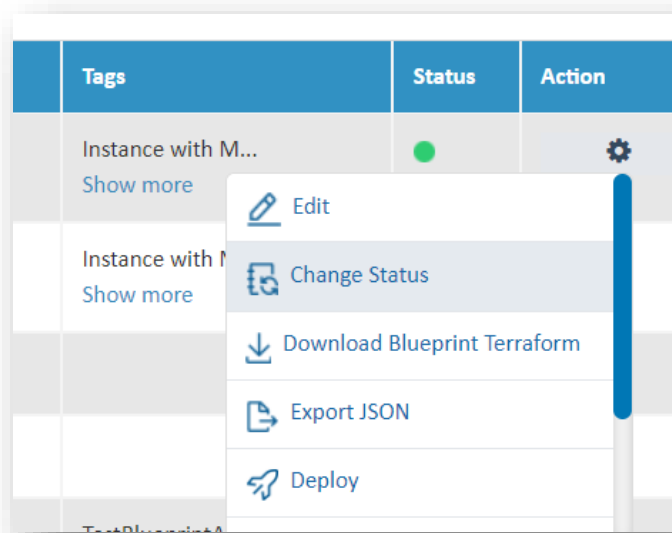 Tags Status Action
Instance with M...
Show more
Edit
Instance with
Show more
Change Status
Download Blueprint Terraform
Export JSON
Deploy